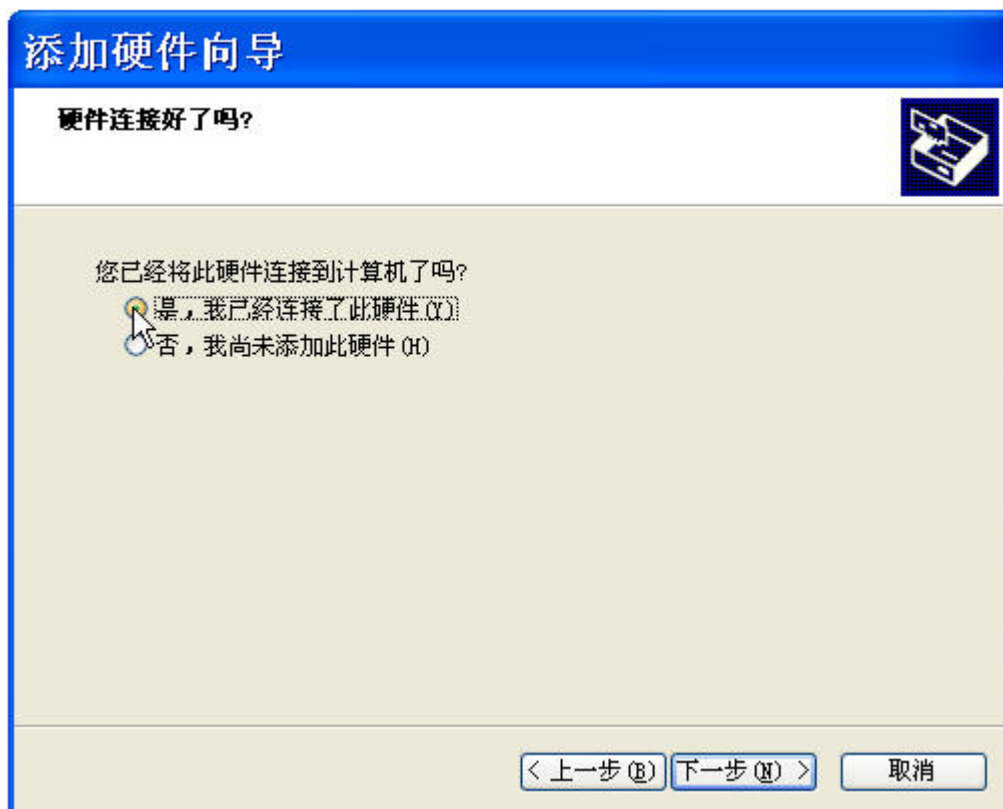 添加硬件向导
硬件连接好了吗?
您已经将此硬件连接到计算机了吗?
是，我已经连接了此硬件(Y)
否，我尚未添加此硬件(H)
< 上一步(B) 下一步(N) > 取消